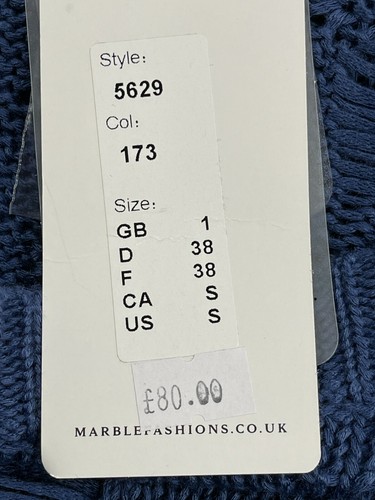 Style:
5629
Col:
173
Size:
GB 1
D 38
F 38
CA S
US S
£80.00
MARBLEFASHIONS.CO.UK